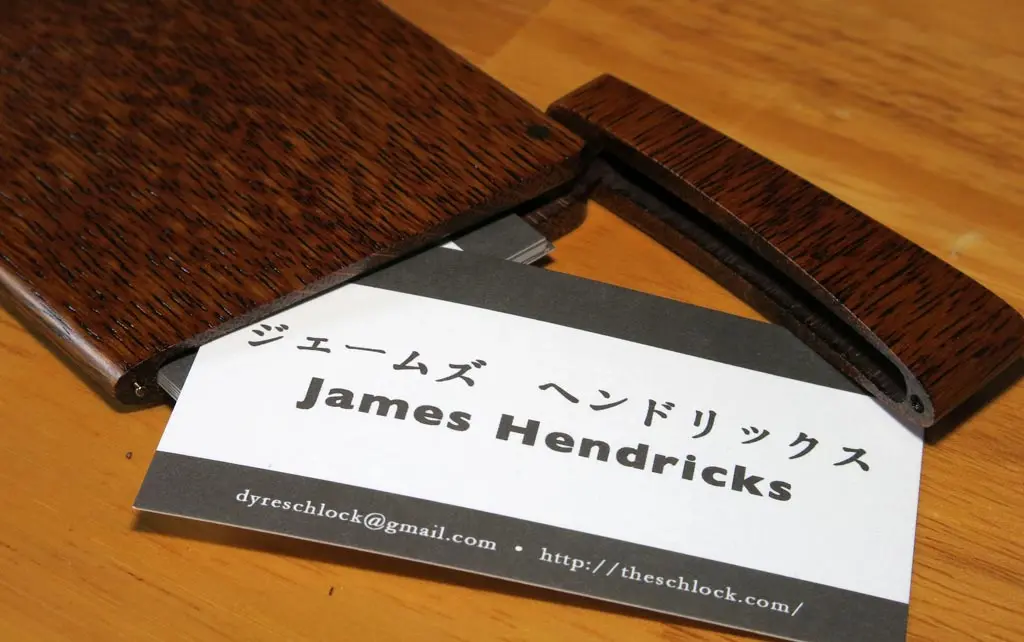 ジェームズ ヘンドリックス
James Hendricks
dyreschlock@gmail.com • http://theschlock.com/